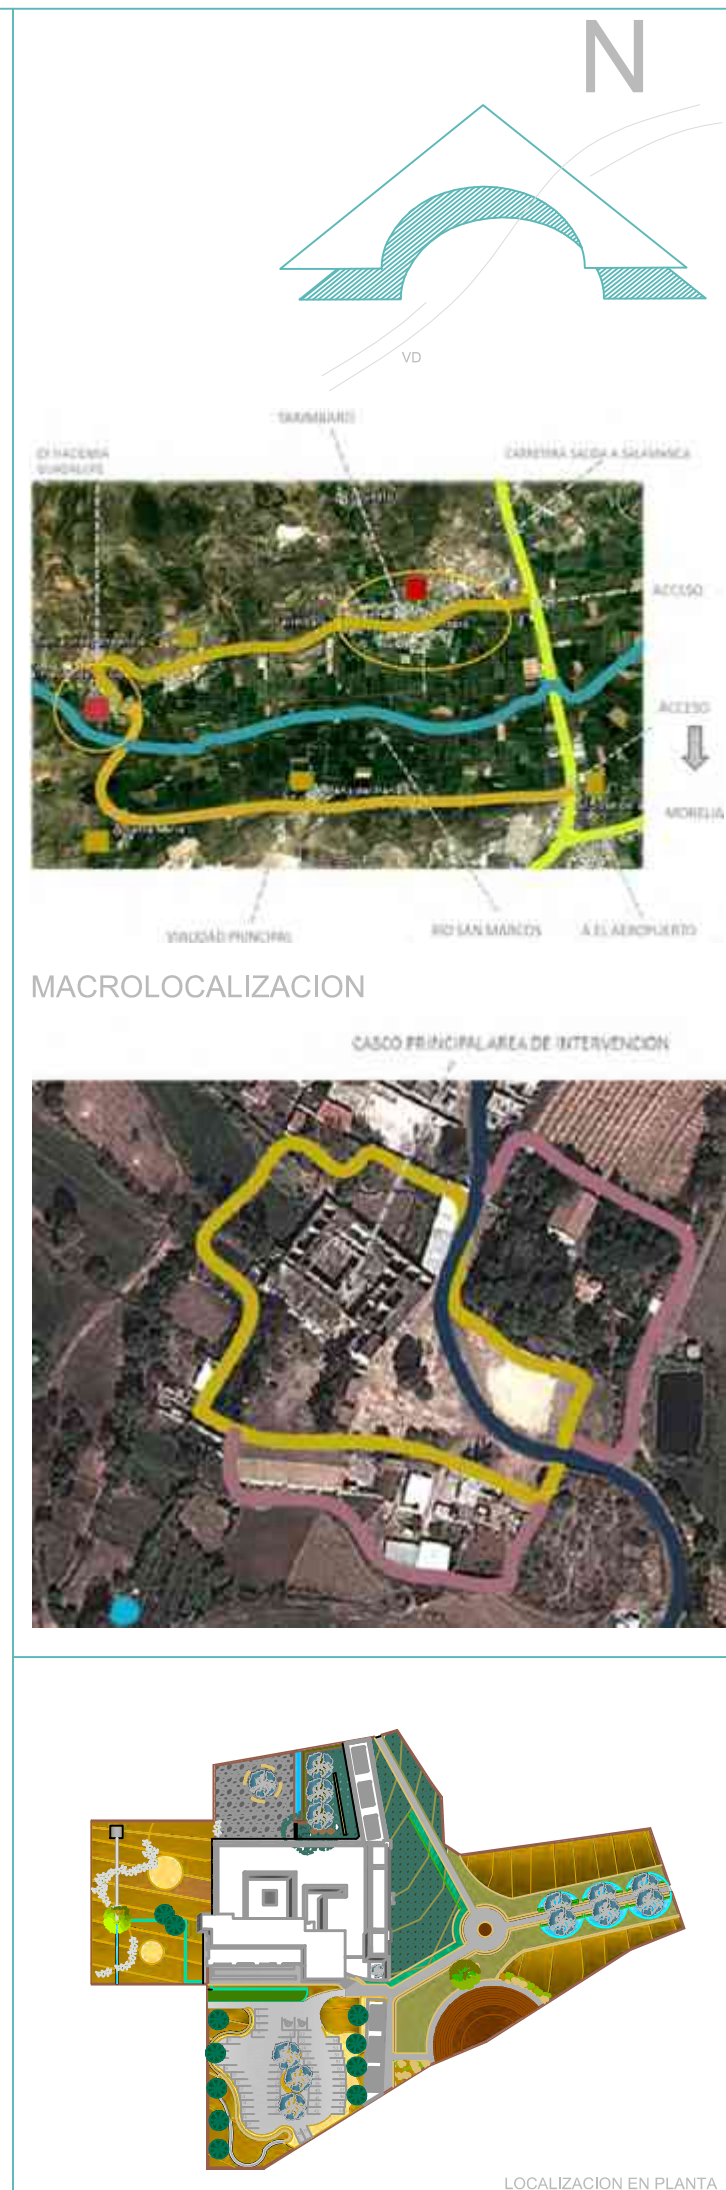 N
VD
TARIMBARO
EX HACIENDA
GUADALUPE
CARRETERA SALIDA A SALAMANCA
ACCESO
ACCESO
MORELIA
VIALIDAD PRINCIPAL
RIO SAN MARCOS
A EL AEROPUERTO
MACROLOCALIZACION
CASCO PRINCIPAL AREA DE INTERVENCION
LOCALIZACION EN PLANTA